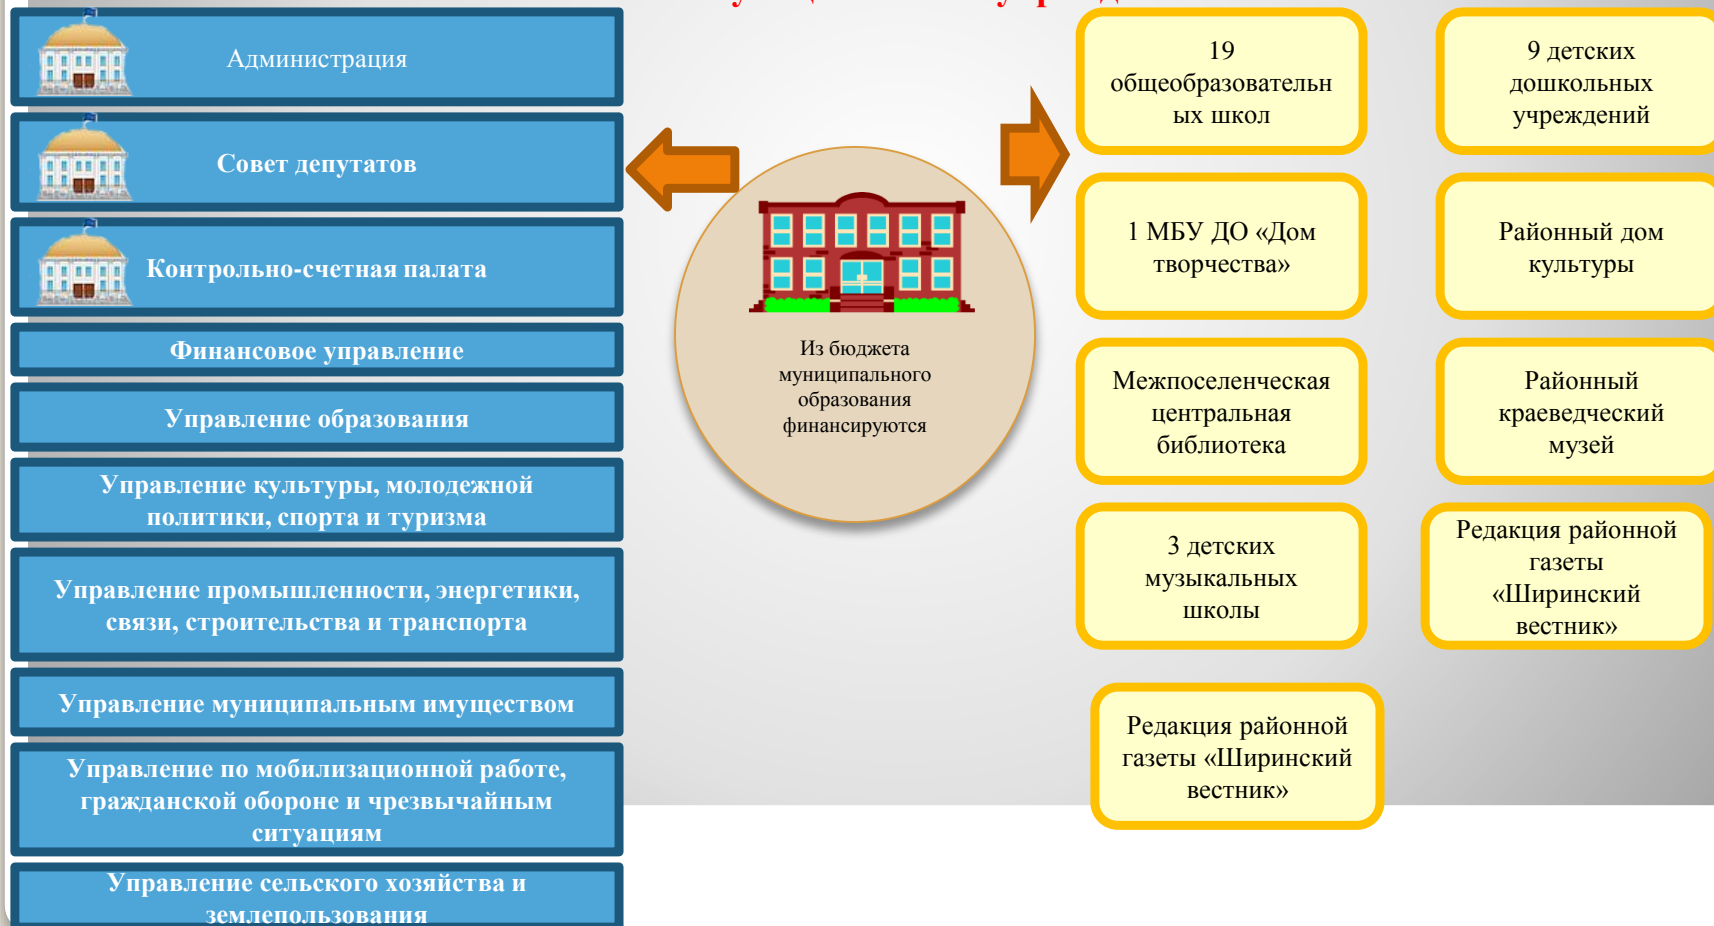 Администрация
Совет депутатов
Контрольно-счетная палата
Финансовое управление
Управление образования
Управление культуры, молодежной
политики, спорта и туризма
Управление промышленности, энергетики,
связи, строительства и транспорта
Управление муниципальным имуществом
Управление по мобилизационной работе,
гражданской обороне и чрезвычайным
ситуациям
Управление сельского хозяйства и
землепользования
Из бюджета
муниципального
образования
финансируются
19
общеобразовательн
ых школ
9 детских
дошкольных
учреждений
1 МБУ ДО «Дом
творчества»
Районный дом
культуры
Межпоселенческая
центральная
библиотека
Районный
краеведческий
музей
3 детских
музыкальных
школы
Редакция районной
газеты
«Ширинский
вестник»
Редакция районной
газеты «Ширинский
вестник»